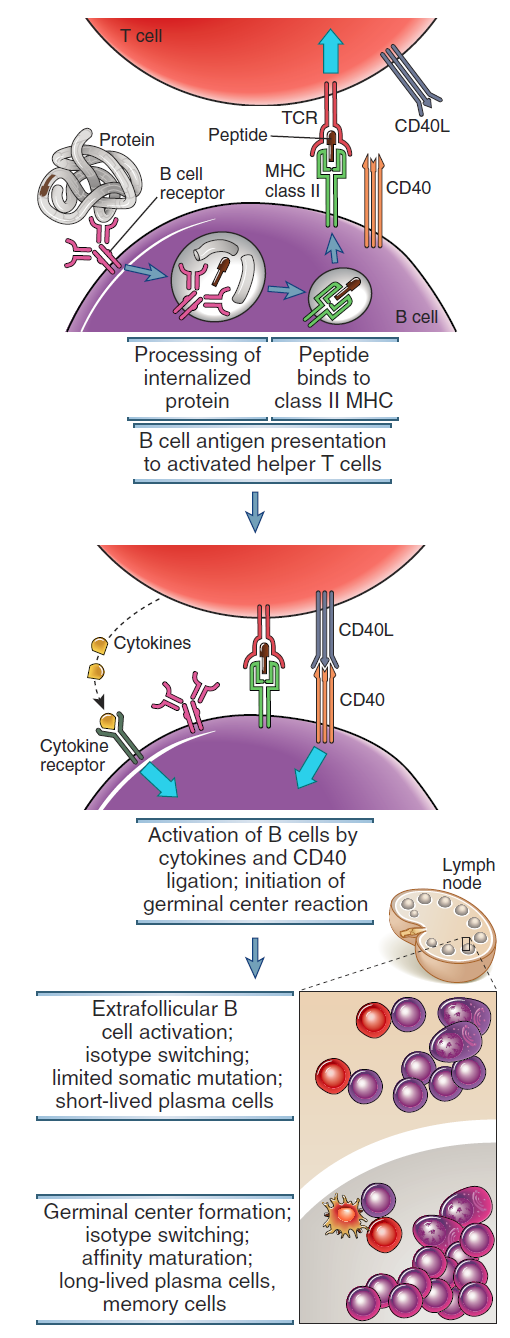 T cell
TCR
CD40L
Protein
Peptide
B cell
receptor
MHC
class II
CD40
B cell
Processing of
internalized
protein
Peptide
binds to
class II MHC
B cell antigen presentation
to activated helper T cells
CD40L
Cytokines
CD40
Cytokine
receptor
Activation of B cells by
cytokines and CD40
ligation; initiation of
germinal center reaction
Lymph
node
Extrafollicular B
cell activation;
isotype switching;
limited somatic mutation;
short-lived plasma cells
Germinal center formation;
isotype switching;
affinity maturation;
long-lived plasma cells,
memory cells